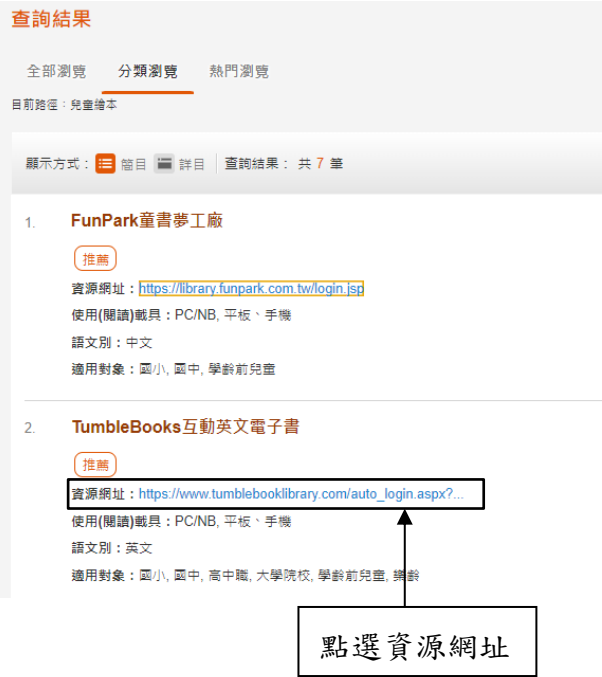 查詢結果
全部瀏覽 分類瀏覽 熱門瀏覽
目前路徑：兒童繪本
顯示方式： 簡目 詳目 查詢結果： 共 7 筆
1. FunPark童書夢工廠
推薦
資源網址：https://library.funpark.com.tw/login.jsp
使用(閱讀)載具：PC/NB, 平板、手機
語文別：中文
適用對象：國小, 國中, 學齡前兒童
2. TumbleBooks互動英文電子書
推薦
資源網址：https://www.tumblebooklibrary.com/auto_login.aspx?...
使用(閱讀)載具：PC/NB, 平板、手機
語文別：英文
適用對象：國小, 國中, 高中職, 大學院校, 學齡前兒童, 樂齡
點選資源網址